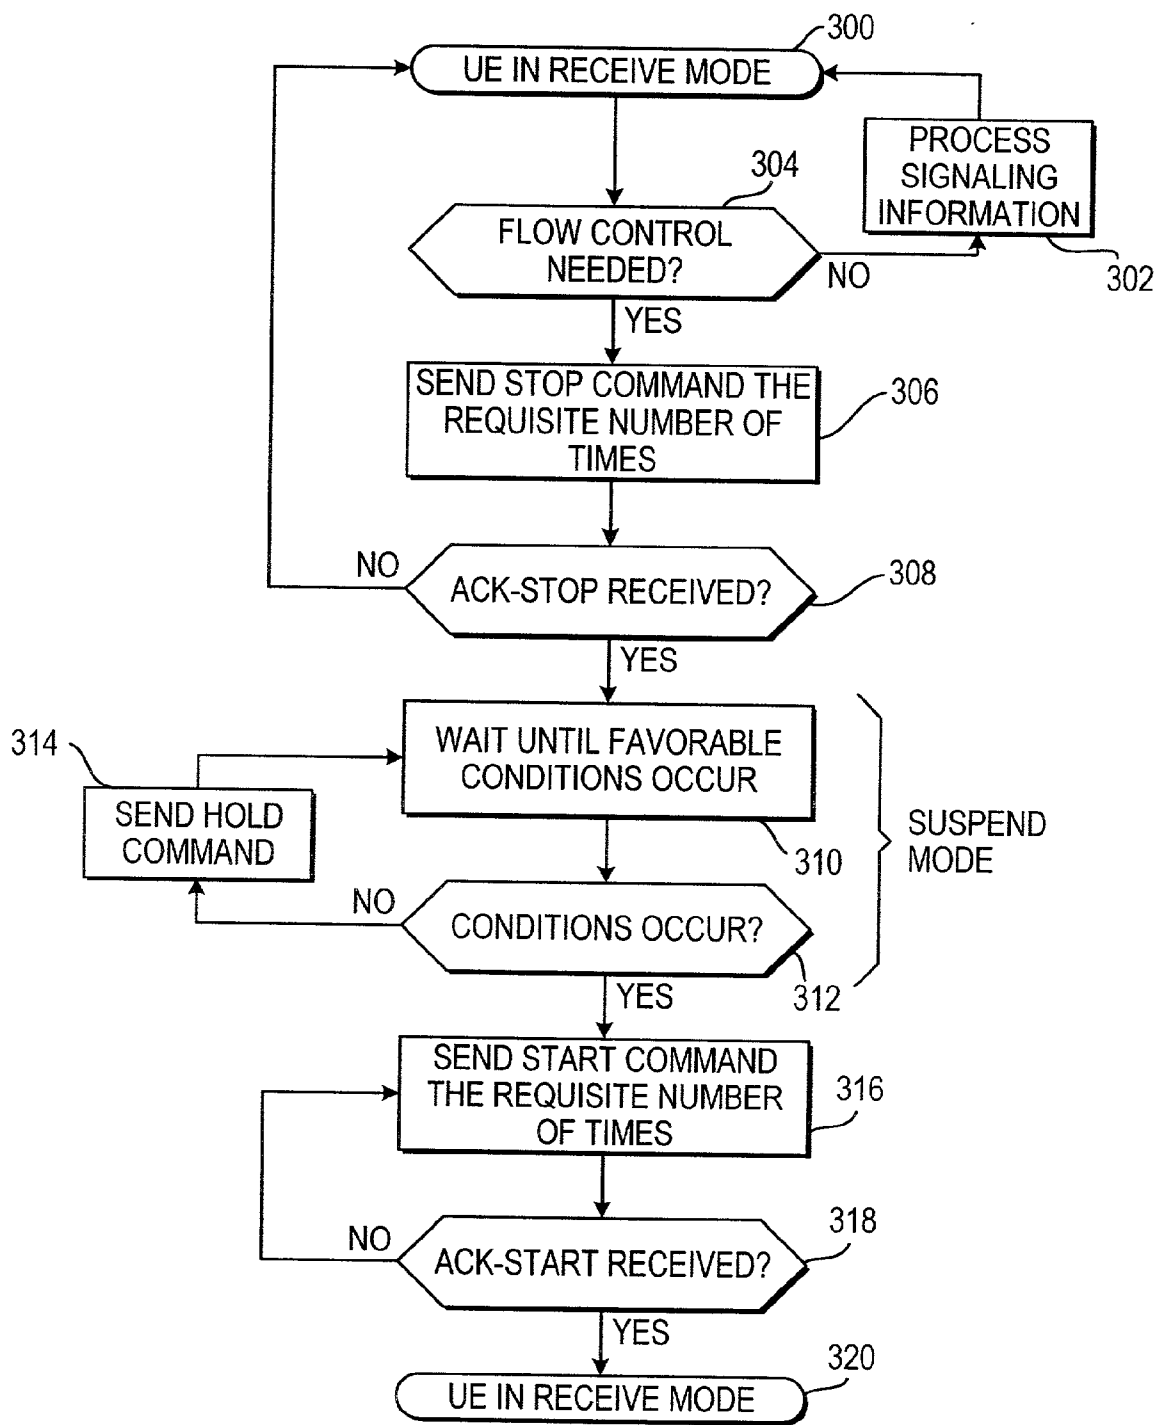 300
UE IN RECEIVE MODE
PROCESS
SIGNALING
INFORMATION
302
304
FLOW CONTROL
NEEDED?
NO
YES
SEND STOP COMMAND THE
REQUISITE NUMBER OF
TIMES
306
NO
ACK-STOP RECEIVED?
308
YES
314
WAIT UNTIL FAVORABLE
CONDITIONS OCCUR
310
SEND HOLD
COMMAND
SUSPEND
MODE
NO
CONDITIONS OCCUR?
312
YES
SEND START COMMAND
THE REQUISITE NUMBER
OF TIMES
316
NO
ACK-START RECEIVED?
318
YES
320
UE IN RECEIVE MODE